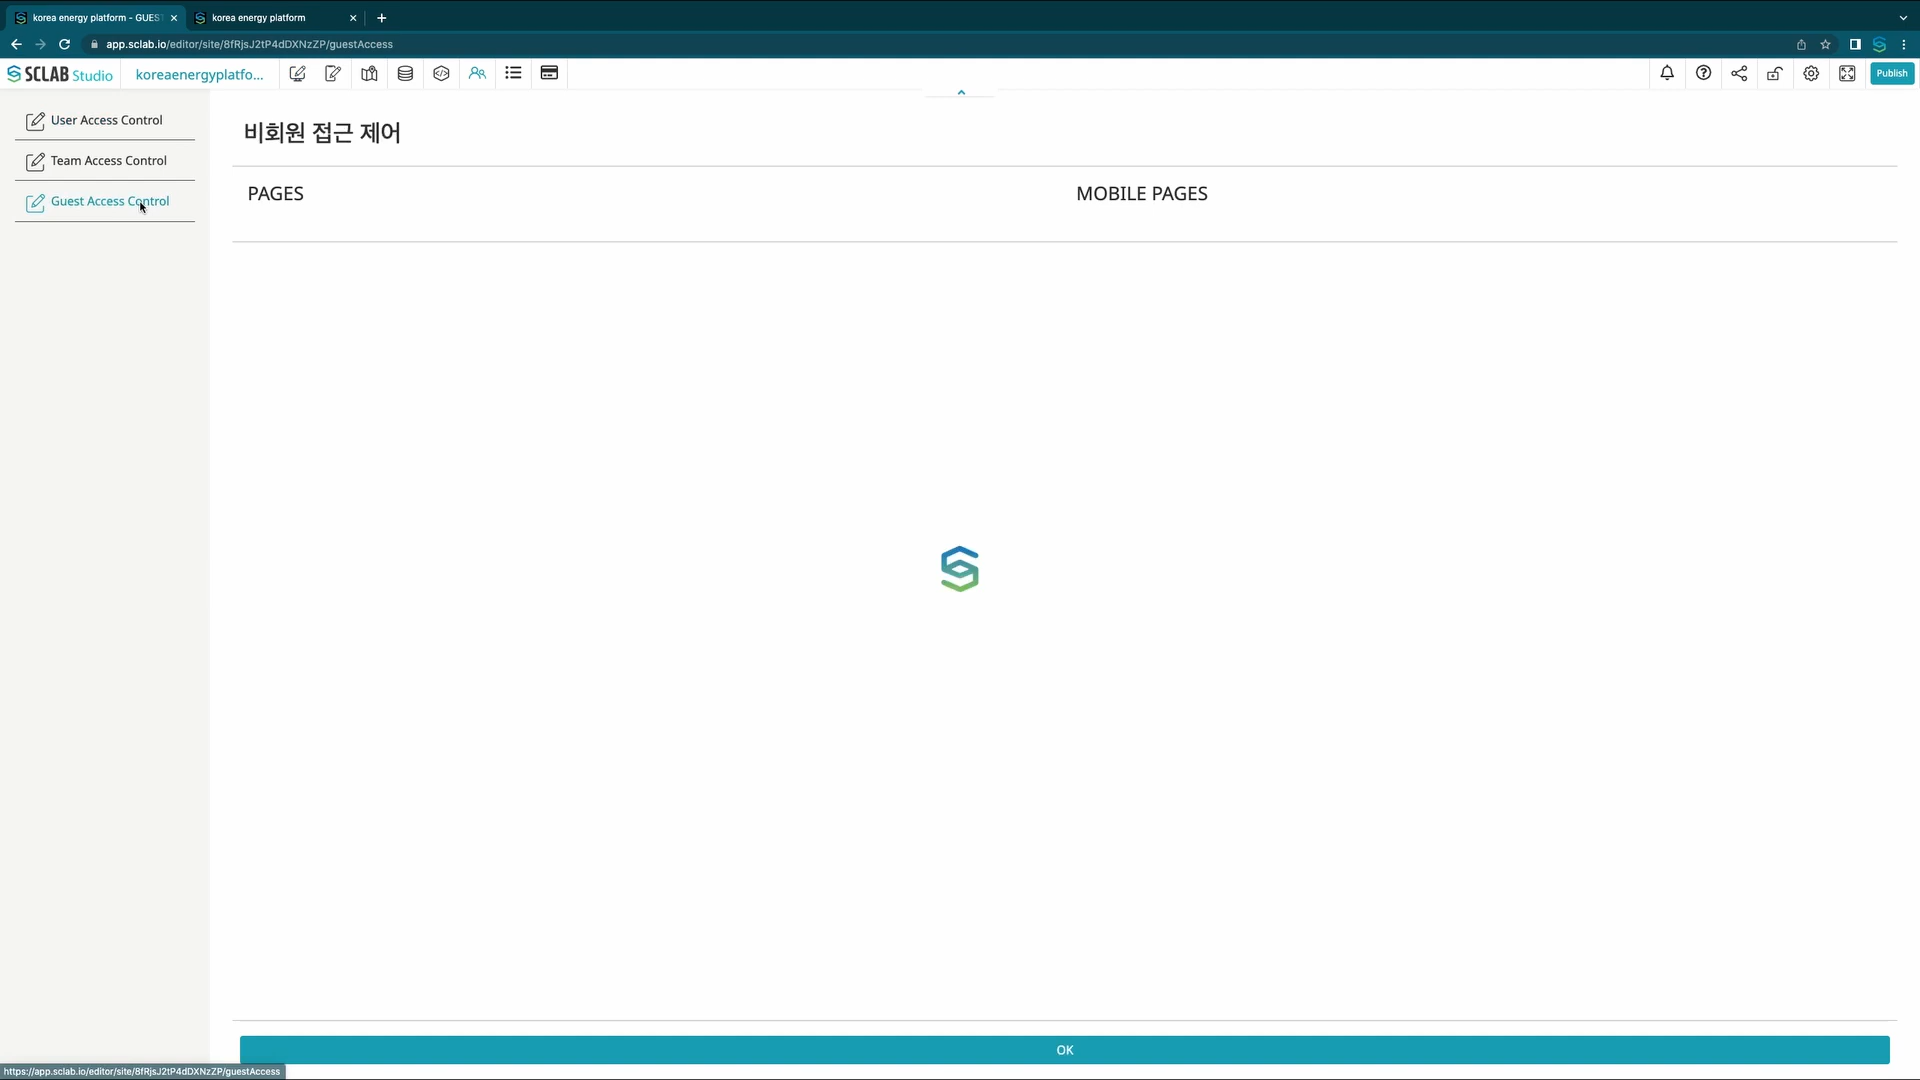 korea energy platform - GUES
korea energy platform
app.sclab.io/editor/site/8fRjsJ2tP4dDXNzZP/guestAccess
SCLAB Studio
koreaenergyplatfo...
Publish
User Access Control
Team Access Control
Guest Access Control
비회원 접근 제어
PAGES
MOBILE PAGES
OK
https://app.sclab.io/editor/site/8fRjsJ2tP4dDXNzZP/guestAccess